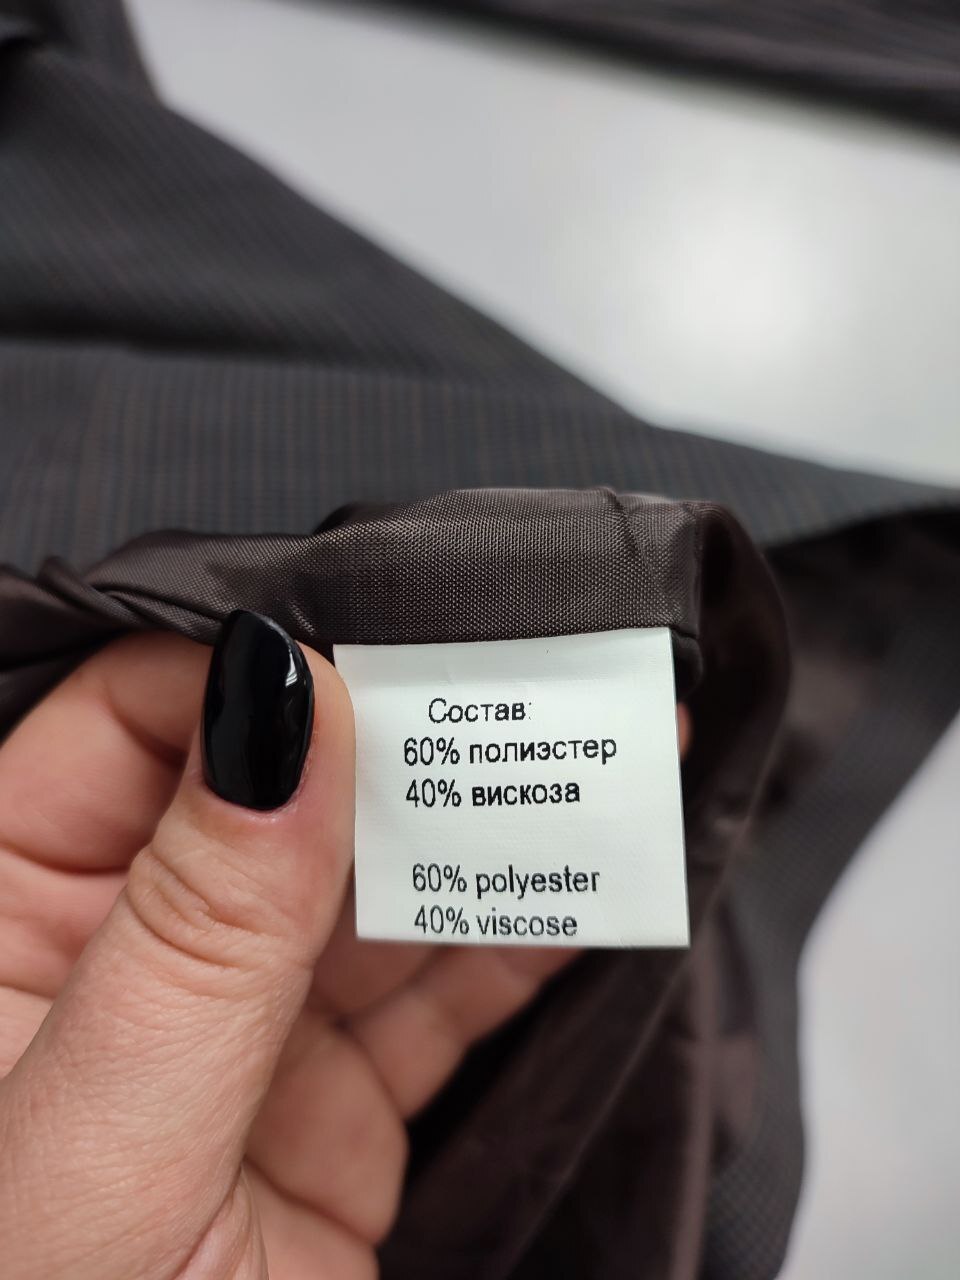 Состав:
60% полиэстер
40% вискоза
60% polyester
40% viscose